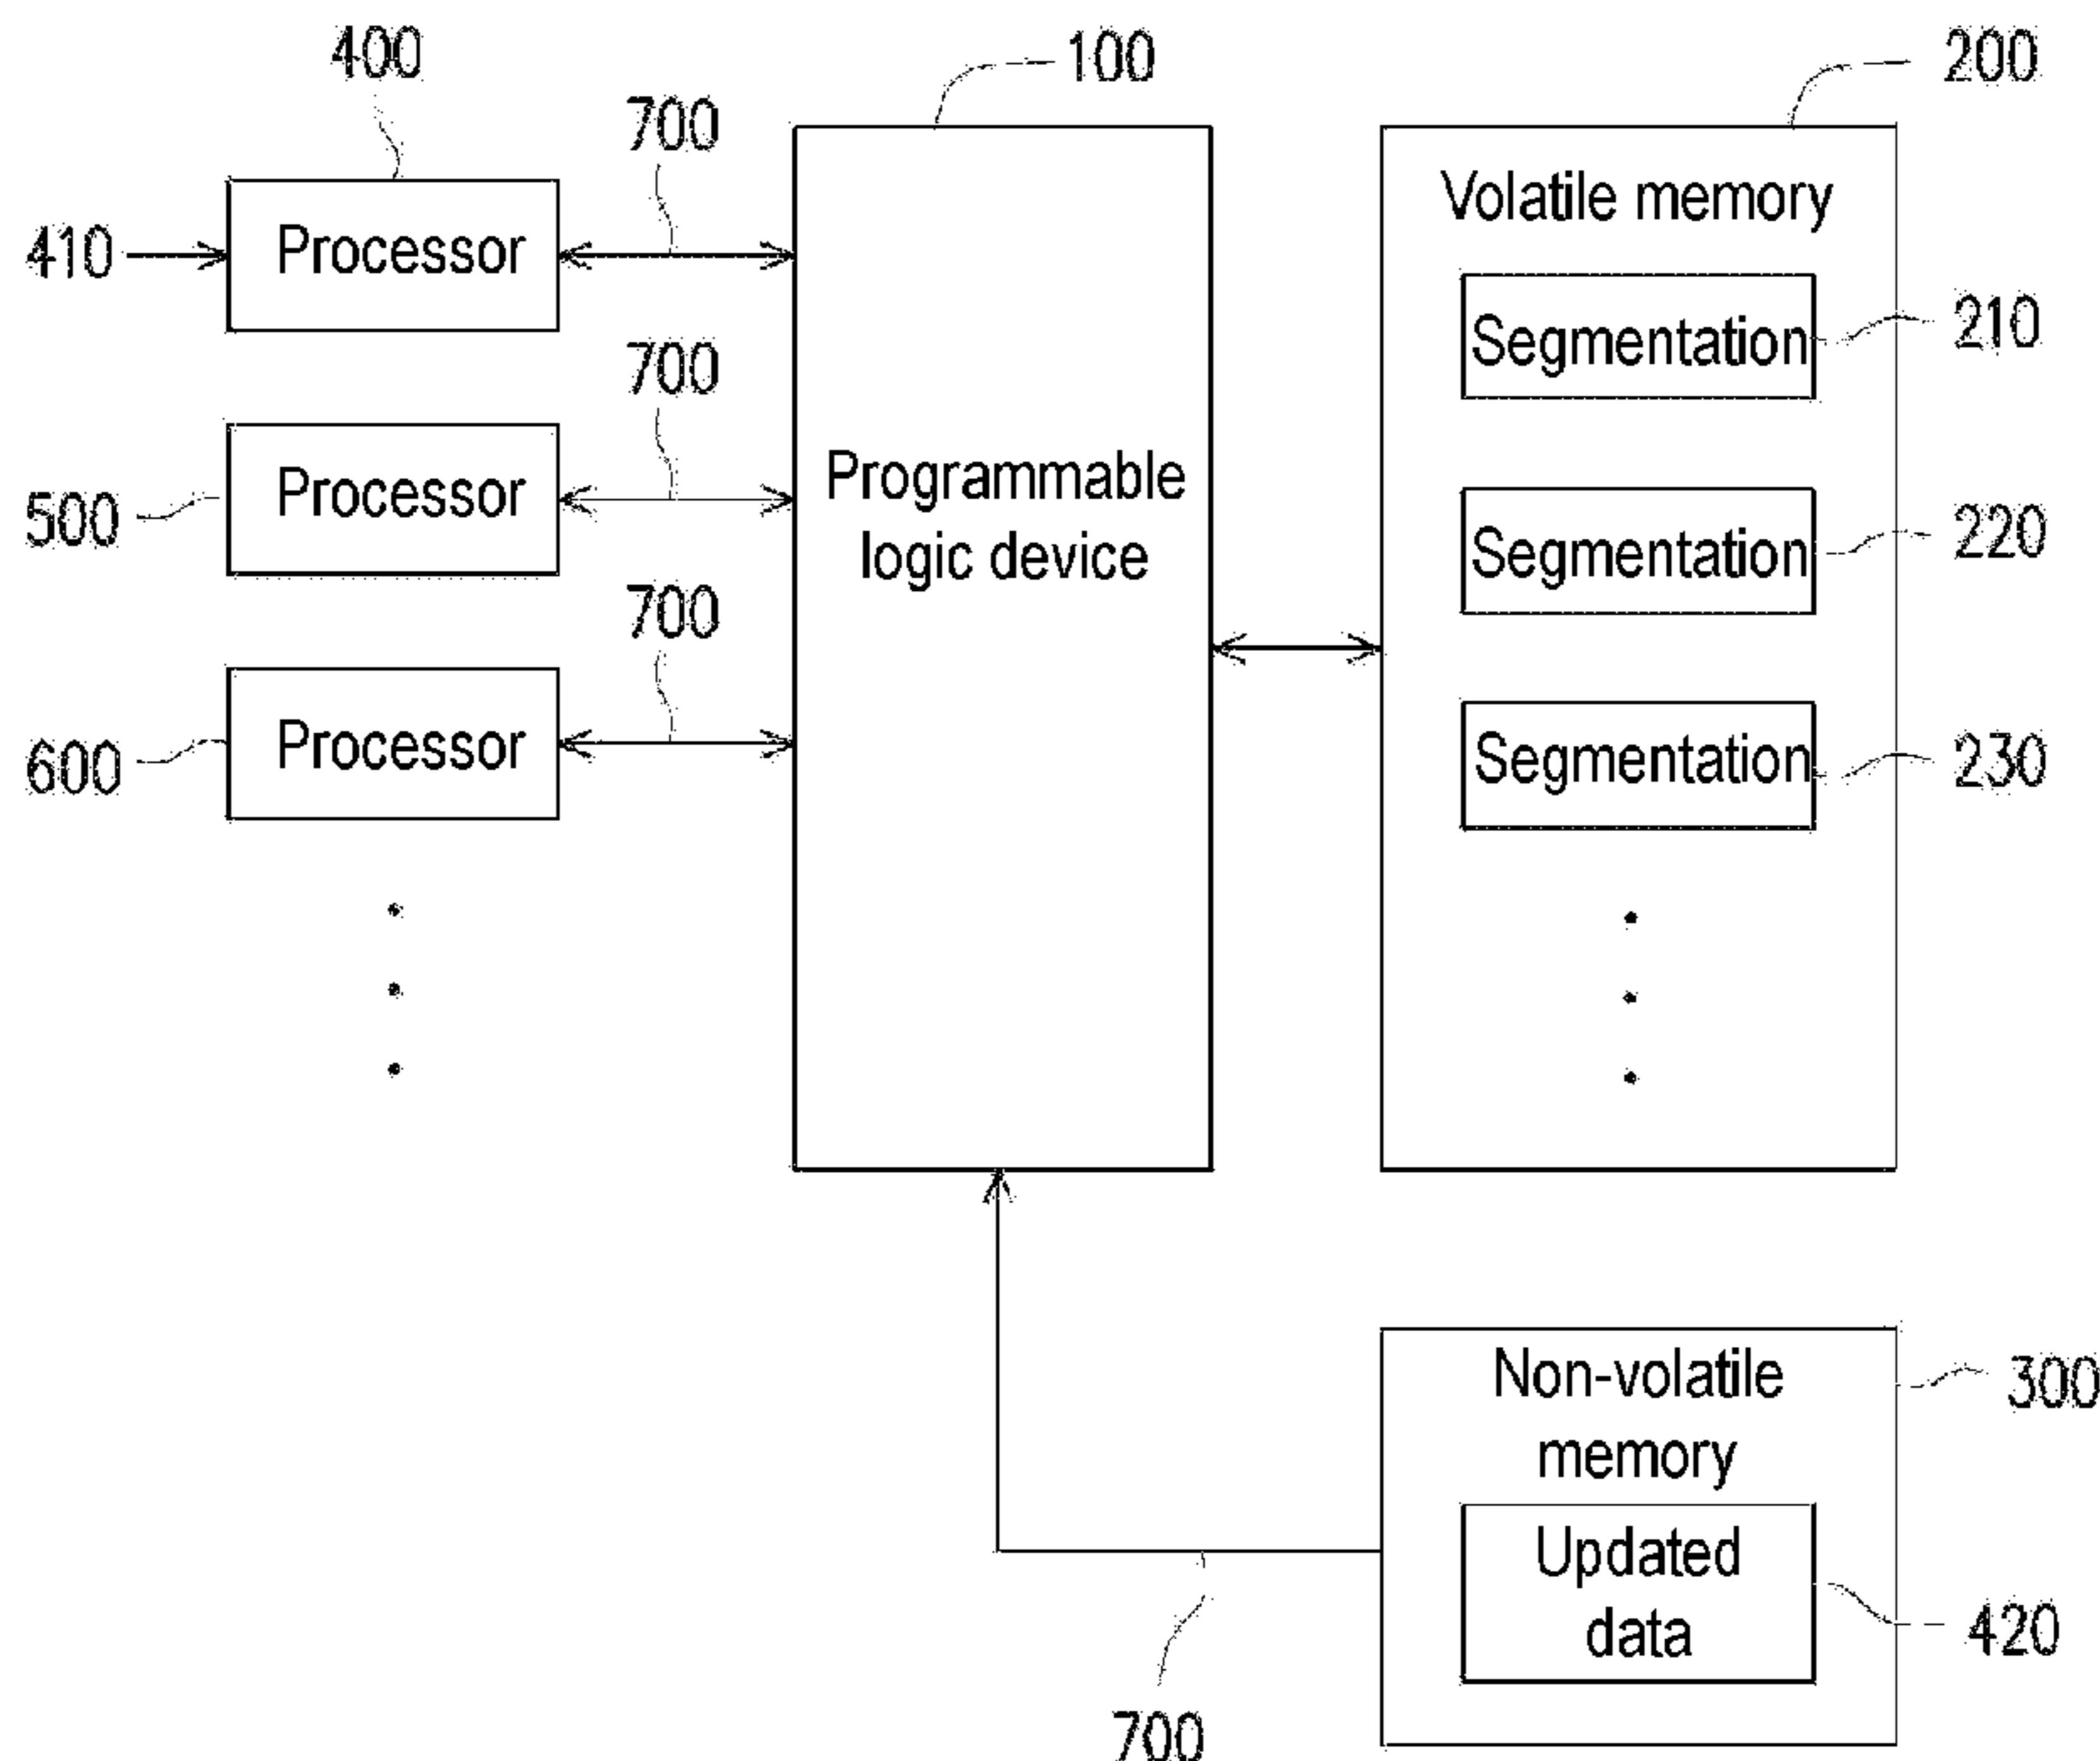 400
100
200
700
Volatile memory
410
Processor
Segmentation
210
700
Processor
500
Programmable
logic device
Segmentation
220
700
Processor
600
Segmentation
230
Non-volatile
memory
300
Updated
data
420
700